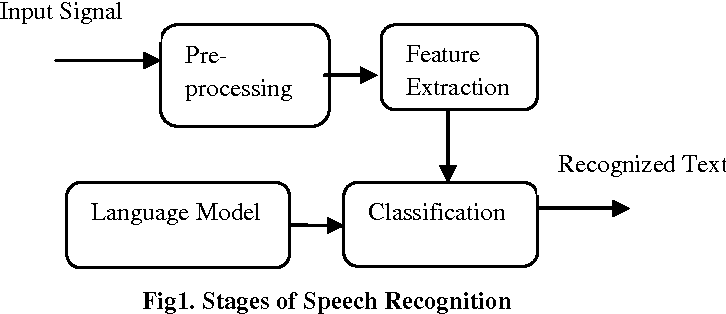 Input Signal
Pre-
processing
Feature
Extraction
Recognized Text
Language Model
Classification
Fig1. Stages of Speech Recognition